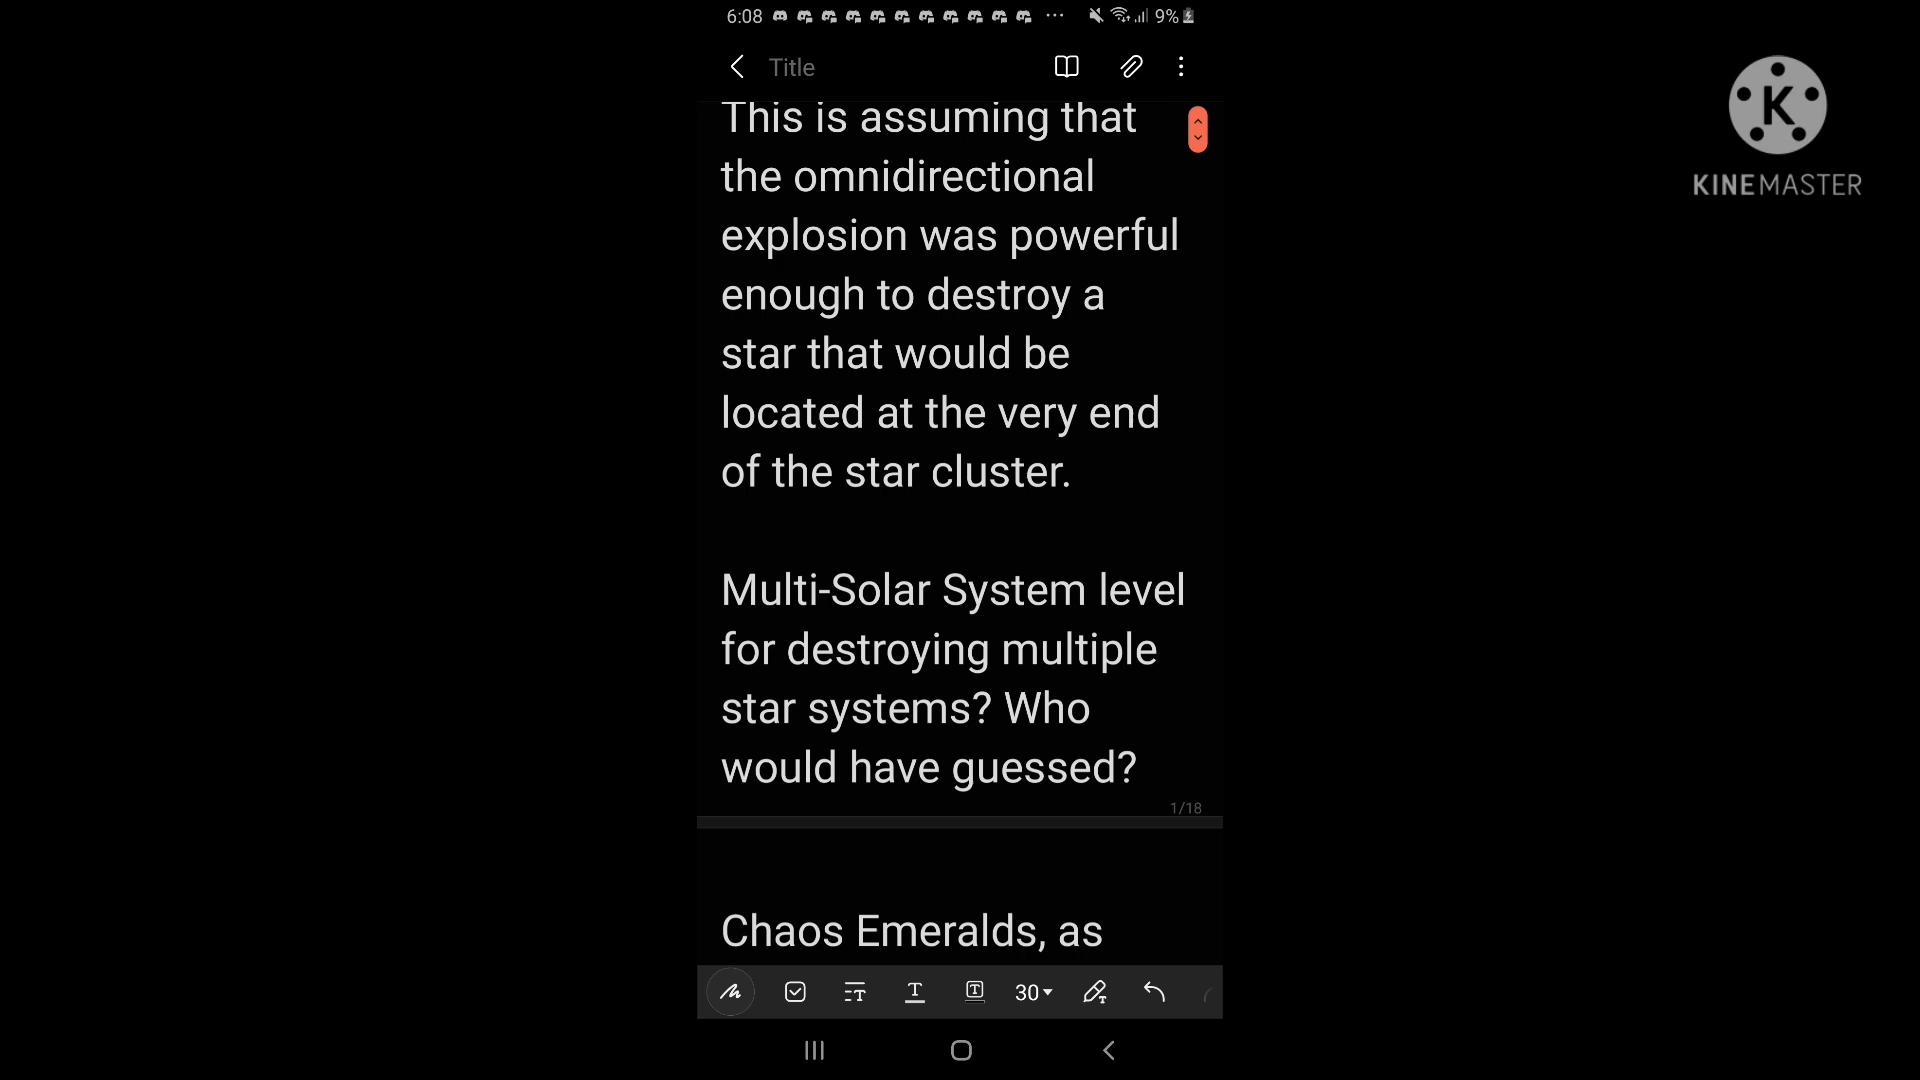 6:08
9%
Title
This is assuming that
the omnidirectional
explosion was powerful
enough to destroy a
star that would be
located at the very end
of the star cluster.
Multi-Solar System level
for destroying multiple
star systems? Who
would have guessed?
1/18
Chaos Emeralds, as
30
K
KINEMASTER